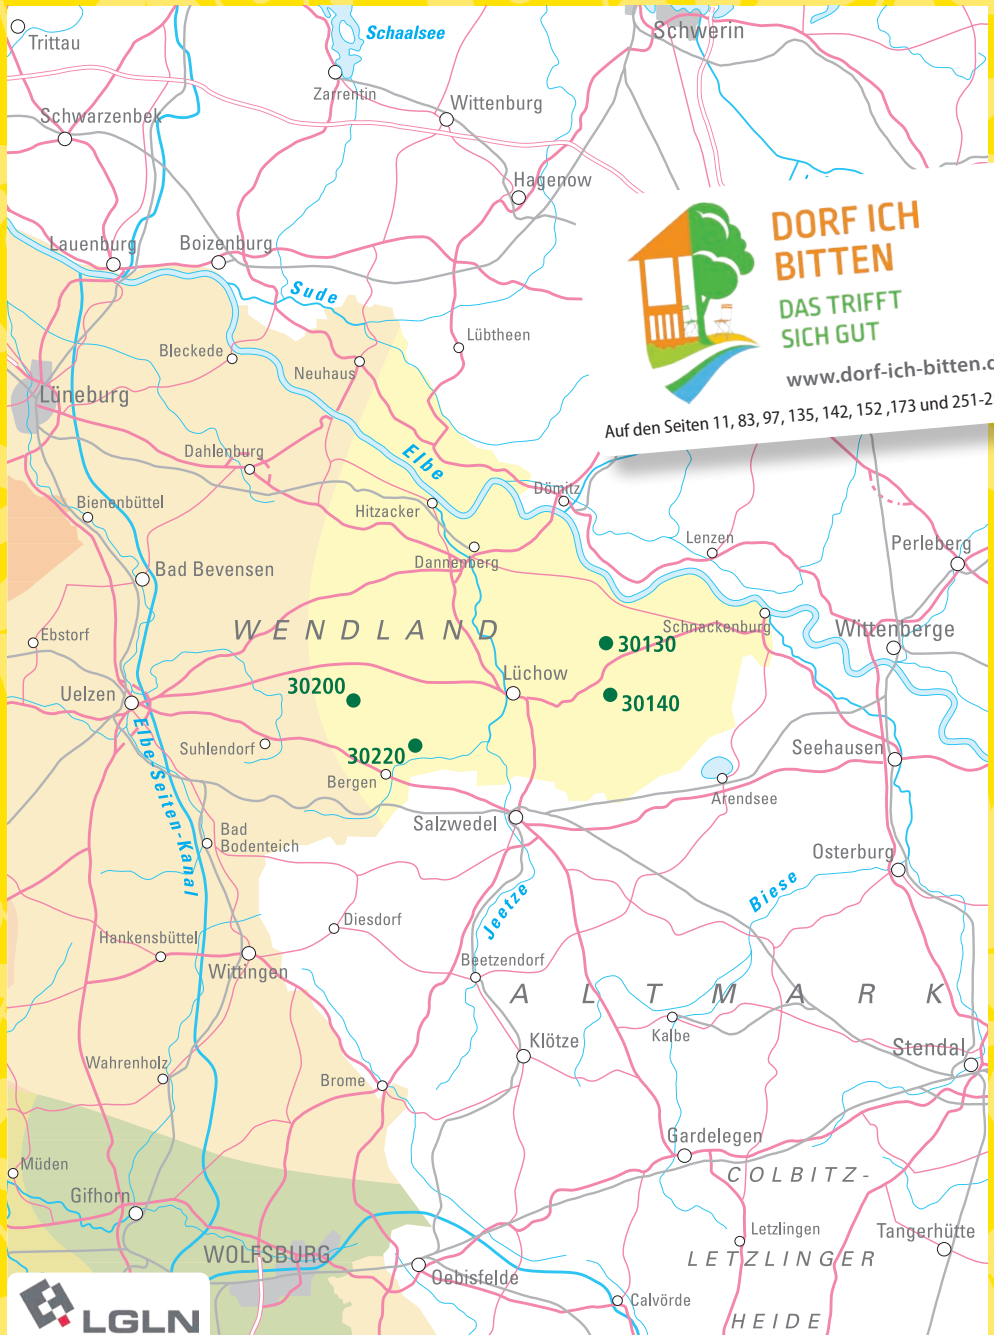 Trittau
Schaalsee
Schwerin
Zarrentin
Wittenburg
Schwarzenbek
Hagenow
DORF ICH
BITTEN
DAS TRIFFT
SICH GUT
www.dorf-ich-bitten.d
Auf den Seiten 11, 83, 97, 135, 142, 152 ,173 und 251-2
Lauenburg
Boizenburg
Sude
Lübtheen
Bleckede
Neuhaus
Lüneburg
Dahlenburg
Elbe
Bienenbüttel
Hitzacker
Dömitz
Lenzen
Perleberg
Dannenberg
Bad Bevensen
Ebstorf
WENDLAND
Schnackenburg
Wittenberge
30130
Lüchow
Uelzen
30200
30140
Suhlendorf
30220
Seehausen
Bergen
Arendsee
Elbe-Seiten-Kanal
Salzwedel
Bad
Bodenteich
Osterburg
Biese
Jeetze
Diesdorf
Hankensbüttel
Wittingen
Beetzendorf
ALTMARK
Klötze
Kalbe
Stendal
Wahrenholz
Brome
Gardelegen
Müden
COLBITZ-
Gifhorn
Letzlingen
Tangerhütte
WOLFSBURG
LETZLINGER
Oebisfelde
Calvörde
HEIDE
LGLN